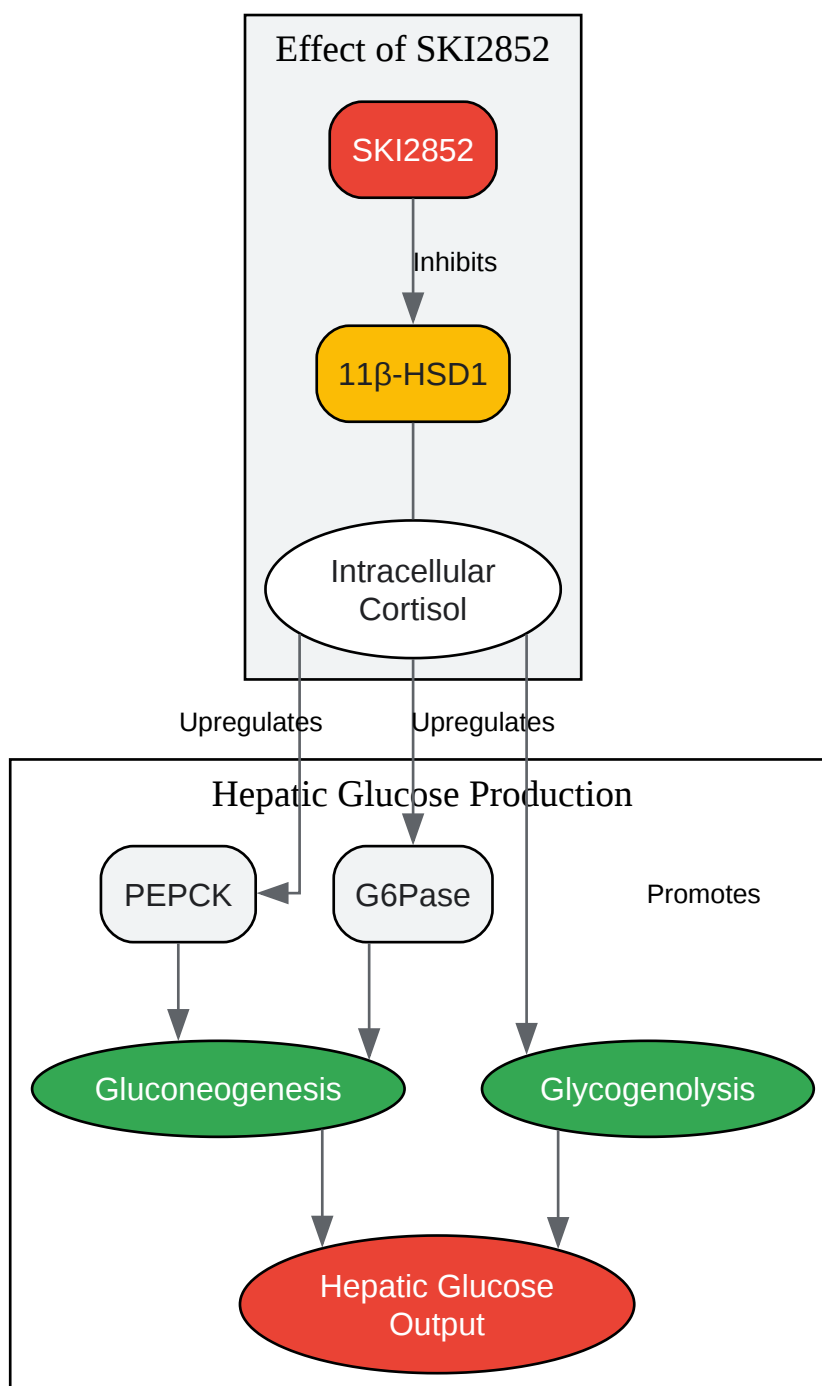 Effect of SKI2852
SKI2852
Inhibits
11β-HSD1
Intracellular
Cortisol
Upregulates
Upregulates
Hepatic Glucose Production
PEPCK
G6Pase
Promotes
Gluconeogenesis
Glycogenolysis
Hepatic Glucose
Output